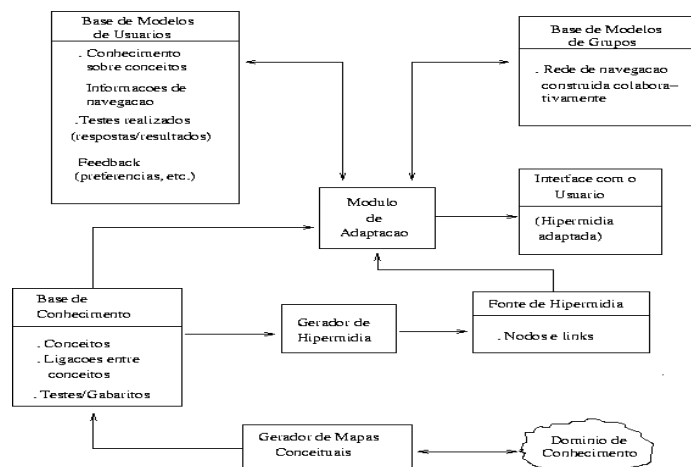 Base de Modelos
de Usuarios
. Conhecimento
sobre conceitos
Informacoes de
navegacao
. Testes realizados
(respostas/resultados)
Feedback
(preferencias, etc.)
Base de Modelos
de Grupos
. Rede de navegacao
construida colabora-
tivamente
Modulo
de
Adaptacao
Interface com o
Usuario
(Hipermidia
adaptada)
Base de
Conhecimento
. Conceitos
. Ligacoes entre
conceitos
. Testes/Gabaritos
Gerador de
Hipermidia
Fonte de Hipermidia
. Nodos e links
Gerador de Mapas
Conceituais
Dominio de
Conhecimento